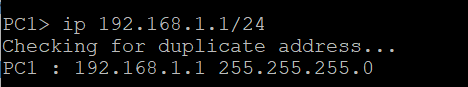 PC1> ip 192.168.1.1/24
Checking for duplicate address...
PC1 : 192.168.1.1 255.255.255.0